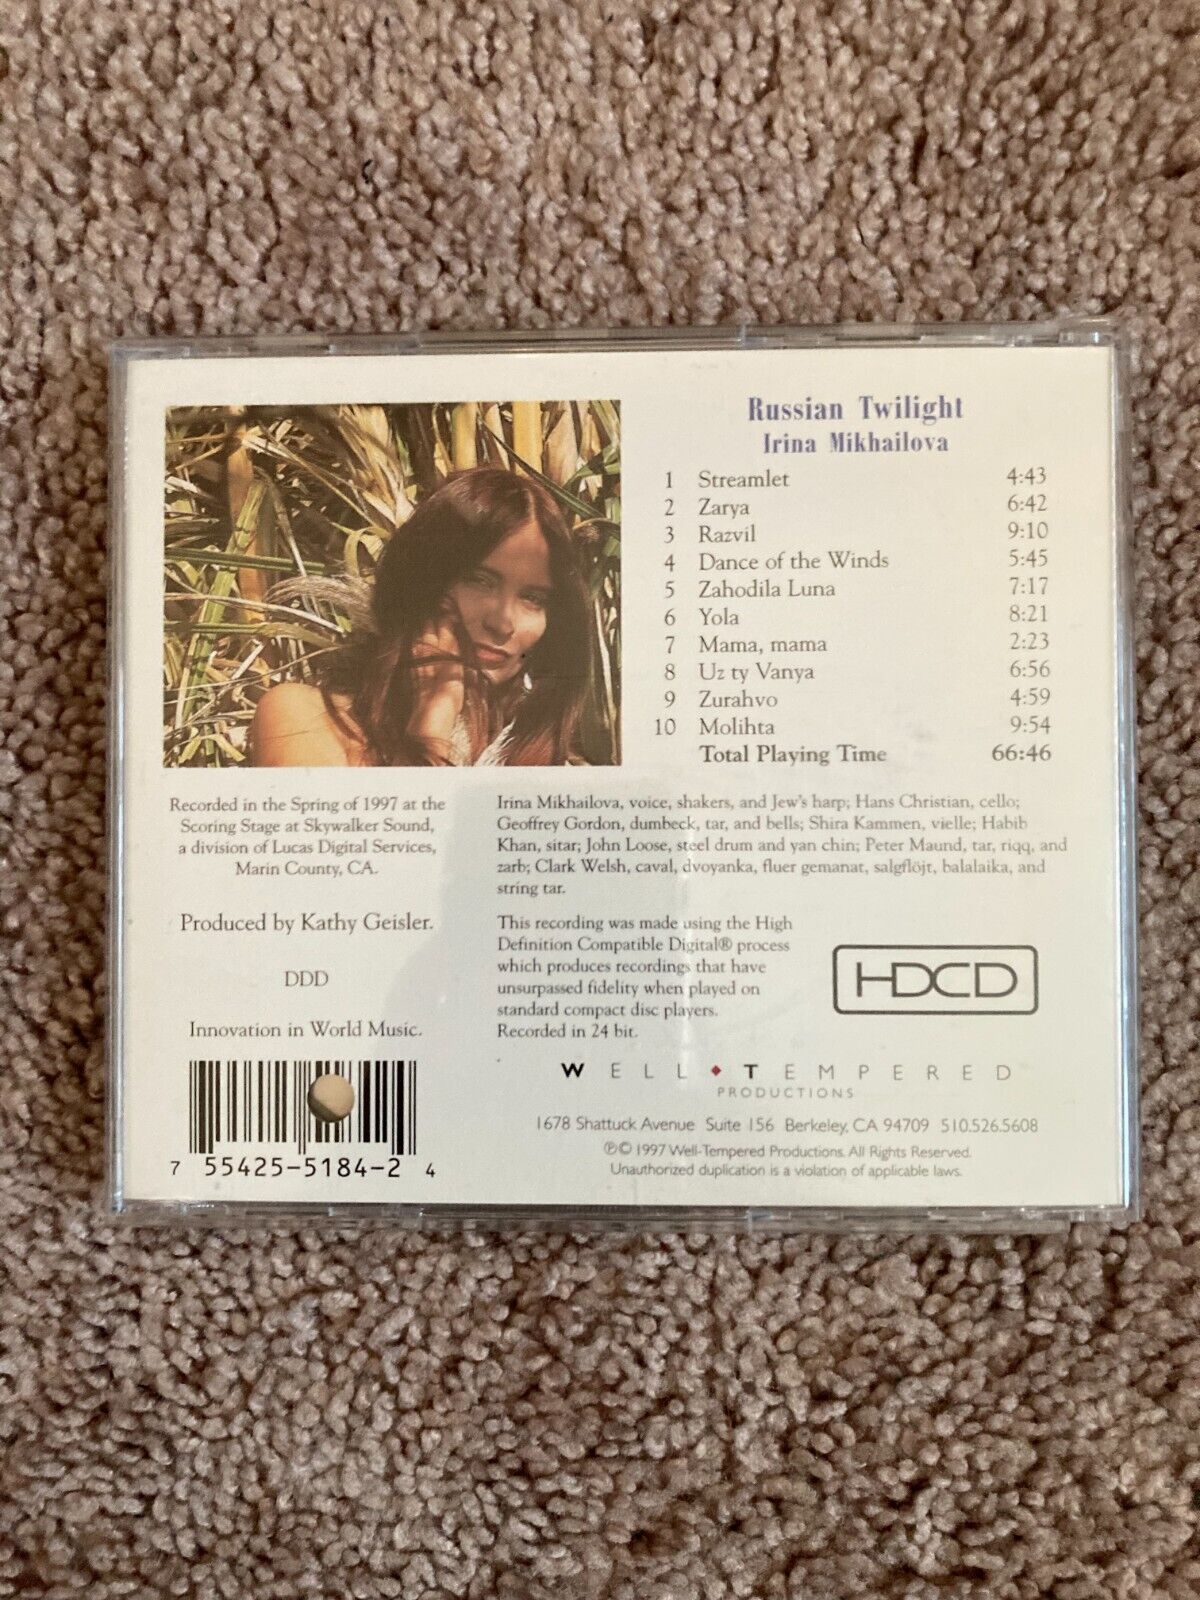 Russian Twilight
Irina Mikhailova
1 Streamlet 4:43
2 Zarya 6:42
3 Razvil 9:10
4 Dance of the Winds 5:45
5 Zahodila Luna 7:17
6 Yola 8:21
7 Mama, mama 2:23
8 Uz ty Vanya 6:56
9 Zurahvo 4:59
10 Molihta 9:54
Total Playing Time 66:46
Recorded in the Spring of 1997 at the
Scoring Stage at Skywalker Sound,
a division of Lucas Digital Services,
Marin County, CA.
Produced by Kathy Geisler.
DDD
Innovation in World Music.
Irina Mikhailova, voice, shakers, and Jew's harp; Hans Christian, cello;
Geoffrey Gordon, dumbeck, tar, and bells; Shira Kammen, vielle; Habib
Khan, sitar; John Loose, steel drum and yan chin; Peter Maund, tar, riqq, and
zarb; Clark Welsh, caval, dvoyanka, fluer gemanat, salgflöjt, balalaika, and
string tar.
This recording was made using the High
Definition Compatible Digital® process
which produces recordings that have
unsurpassed fidelity when played on
standard compact disc players.
Recorded in 24 bit.
HDCD
WELL♦TEMPERED
PRODUCTIONS
1678 Shattuck Avenue Suite 156 Berkeley, CA 94709 510.526.5608
℗© 1997 Well-Tempered Productions. All Rights Reserved.
Unauthorized duplication is a violation of applicable laws.
7 55425-5184-2 4